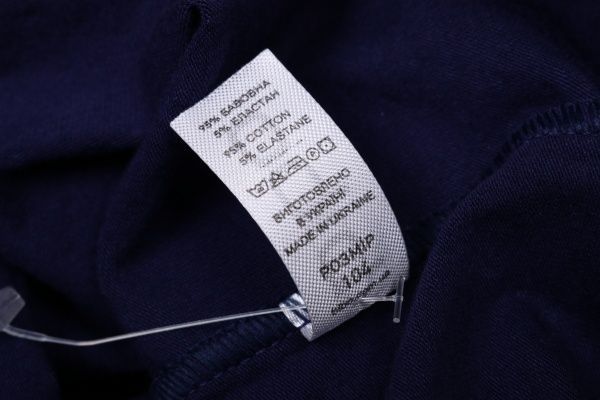 95% БАВОВНА
5% ЕЛАСТАН
95% COTTON
5% ELASTANE
ВИГОТОВЛЕНО
В УКРАЇНІ
MADE IN UKRAINE
РОЗМІР
104